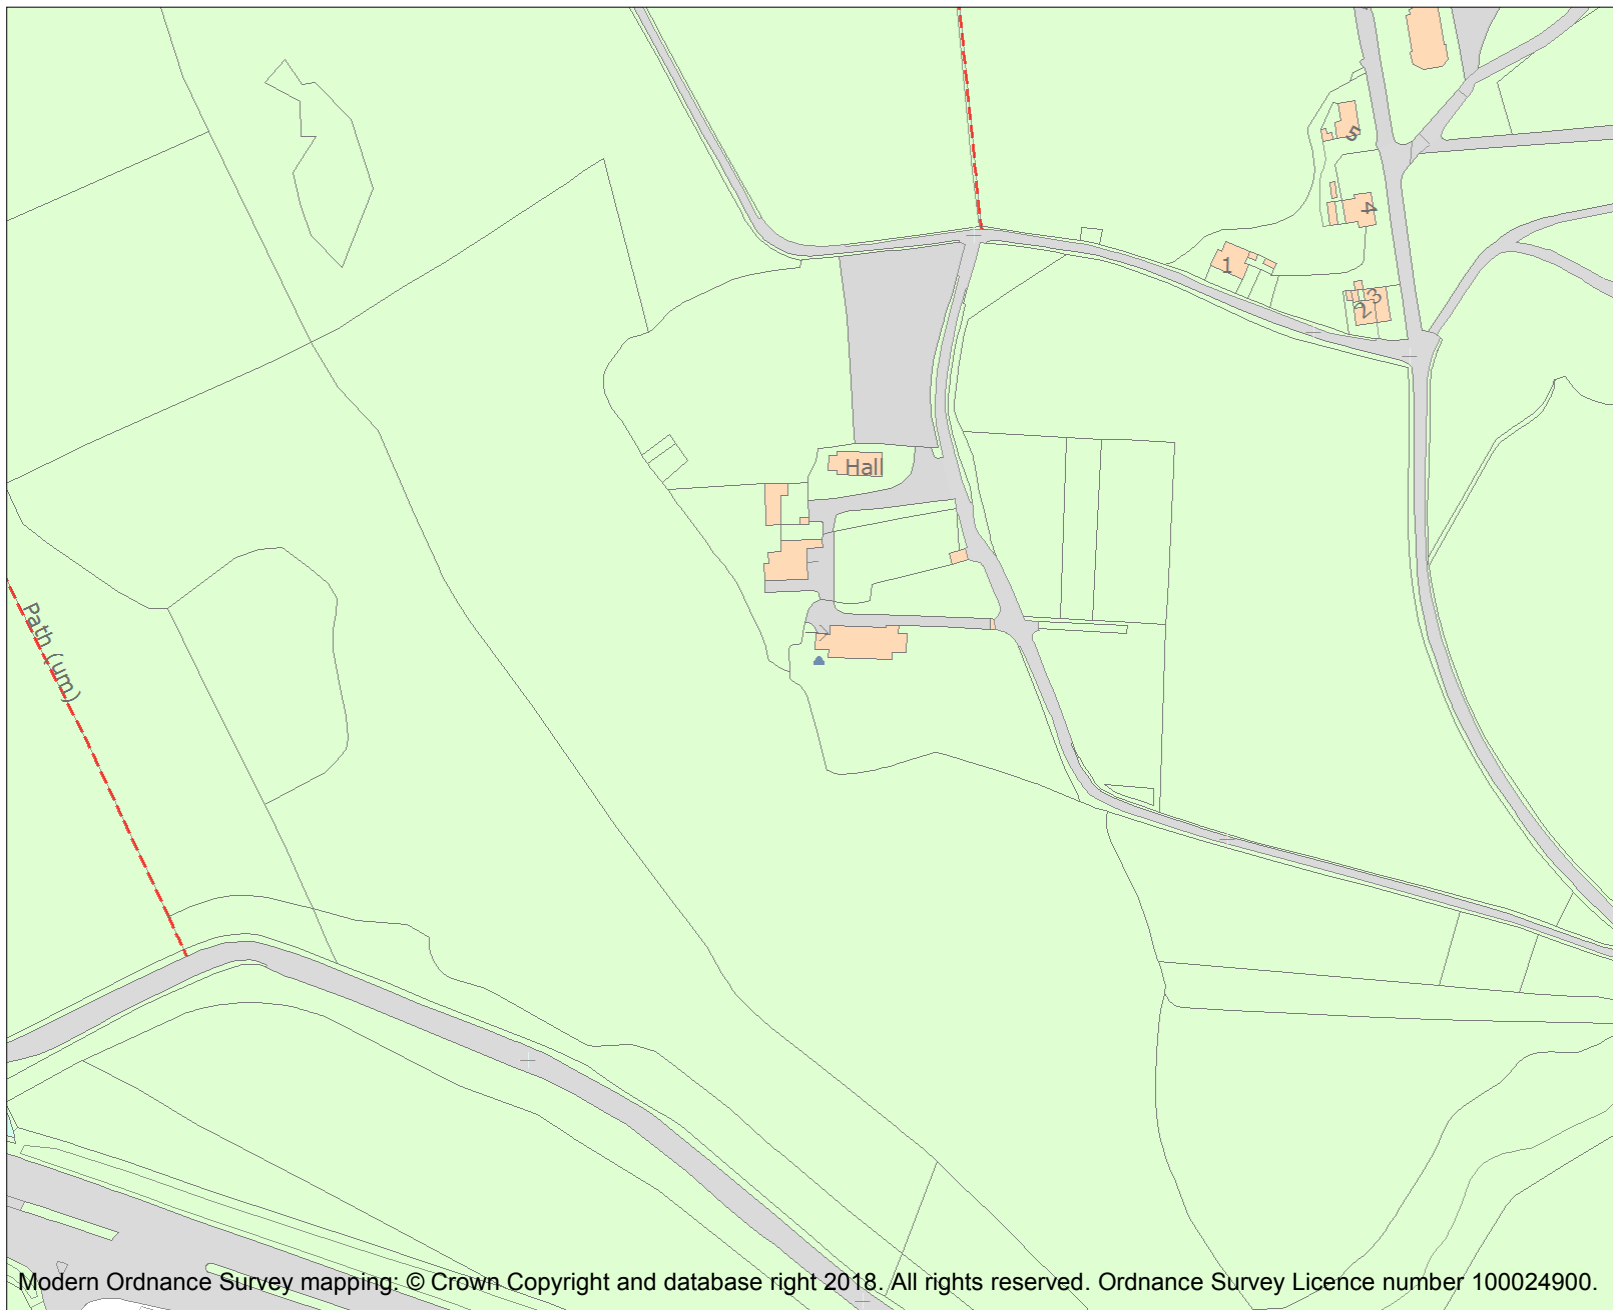 5
4
1
3
2
Hall
Path (um)
Modern Ordnance Survey mapping: © Crown Copyright and database right 2018. All rights reserved. Ordnance Survey Licence number 100024900.